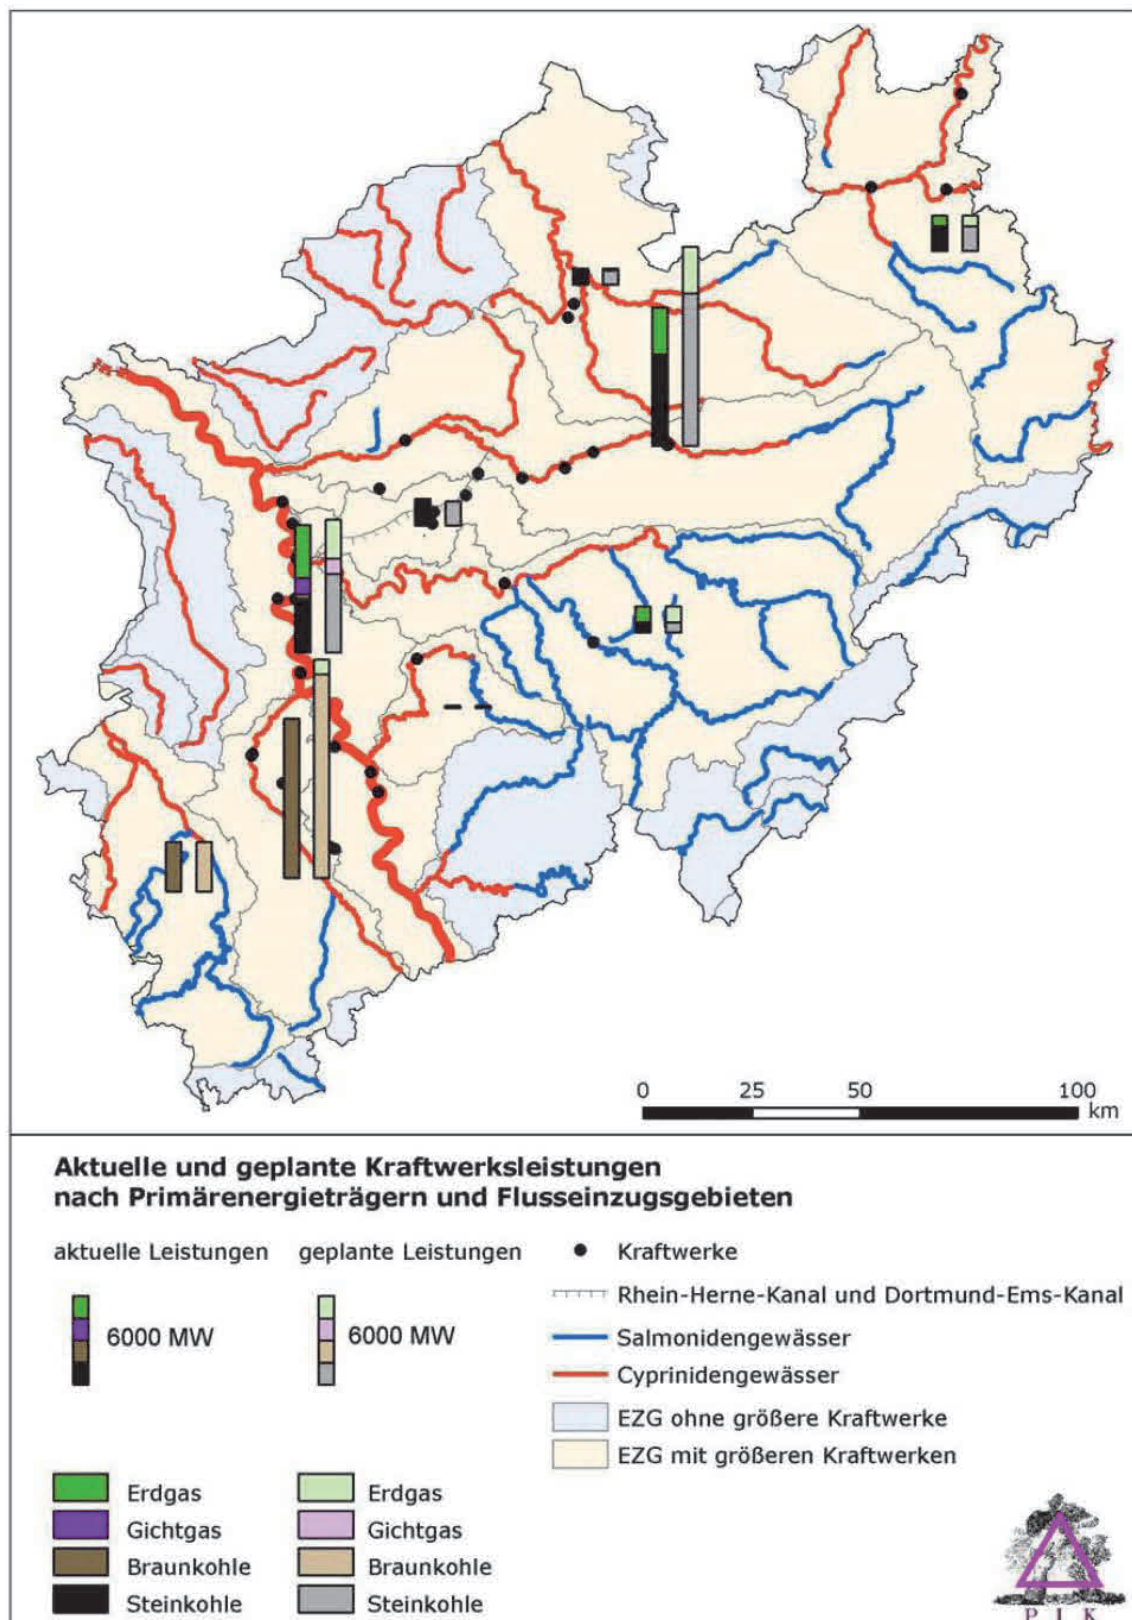 0 25 50 100
km
Aktuelle und geplante Kraftwerksleistungen
nach Primärenergieträgern und Flusseinzugsgebieten
aktuelle Leistungen
geplante Leistungen
6000 MW
6000 MW
Kraftwerke
Rhein-Herne-Kanal und Dortmund-Ems-Kanal
Salmonidengewässer
Cyprinidengewässer
EZG ohne größere Kraftwerke
EZG mit größeren Kraftwerken
Erdgas
Gichtgas
Braunkohle
Steinkohle
Erdgas
Gichtgas
Braunkohle
Steinkohle
P I K